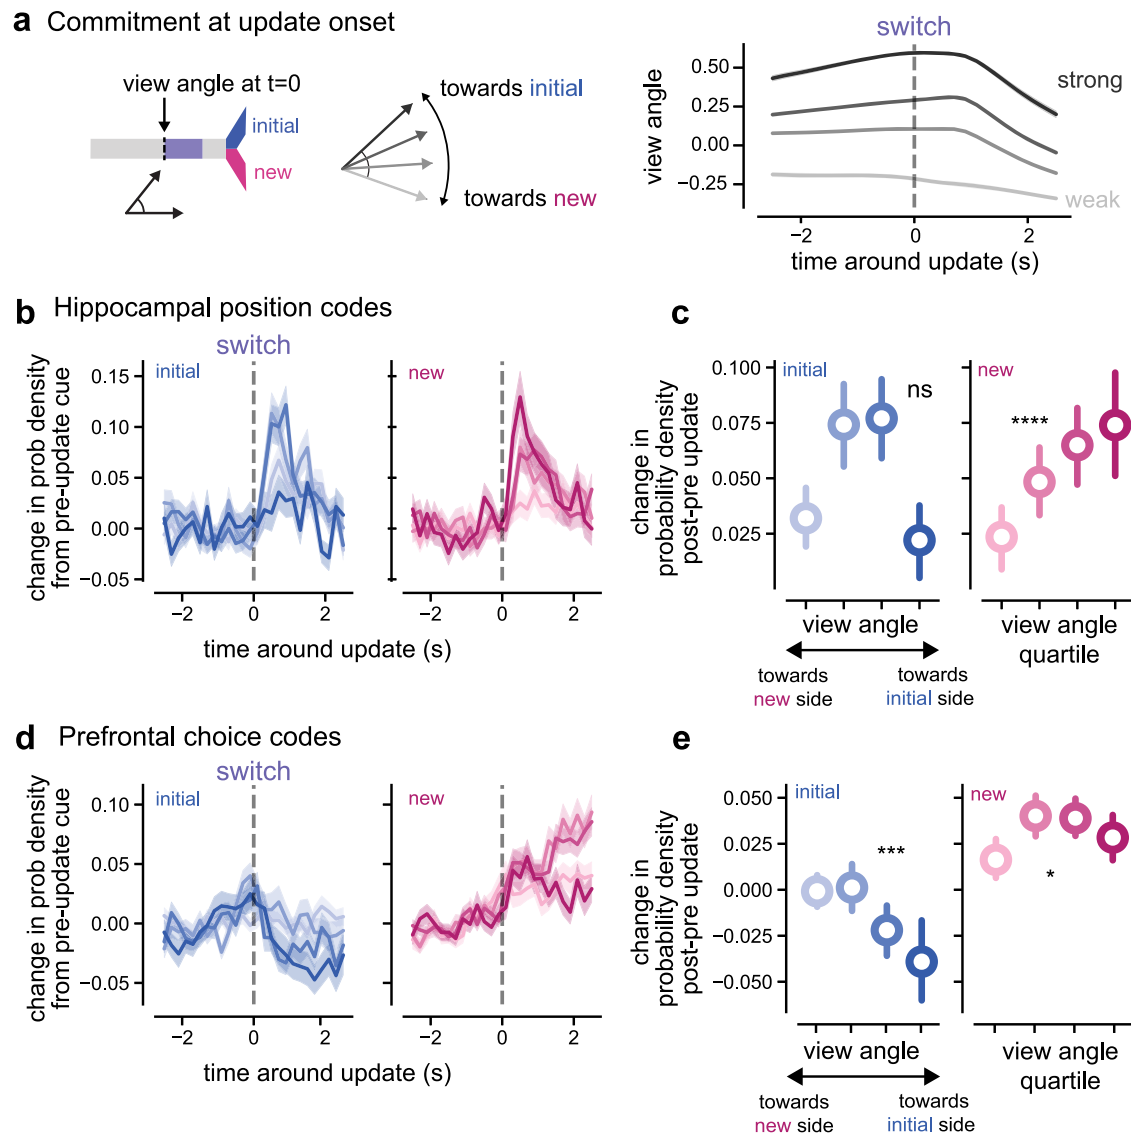 a Commitment at update onset
view angle at t=0
initial
new
towards initial
towards new
switch
view angle
0.50
0.25
0.00
−0.25
strong
weak
−2
0
2
time around update (s)
b Hippocampal position codes
switch
change in prob density
from pre-update cue
initial
new
0.15
0.10
0.05
0.00
−0.05
−2
0
2
−2
0
2
time around update (s)
c
change in
probability density
post-pre update
0.100
0.075
0.050
0.025
initial
ns
new
****
view angle
towards
new side
towards
initial side
view angle
quartile
d Prefrontal choice codes
switch
change in prob density
from pre-update cue
initial
new
0.10
0.05
0.00
−0.05
−2
0
2
−2
0
2
time around update (s)
e
change in
probability density
post-pre update
0.050
0.025
0.000
−0.025
−0.050
initial
***
new
*
view angle
towards
new side
towards
initial side
view angle
quartile